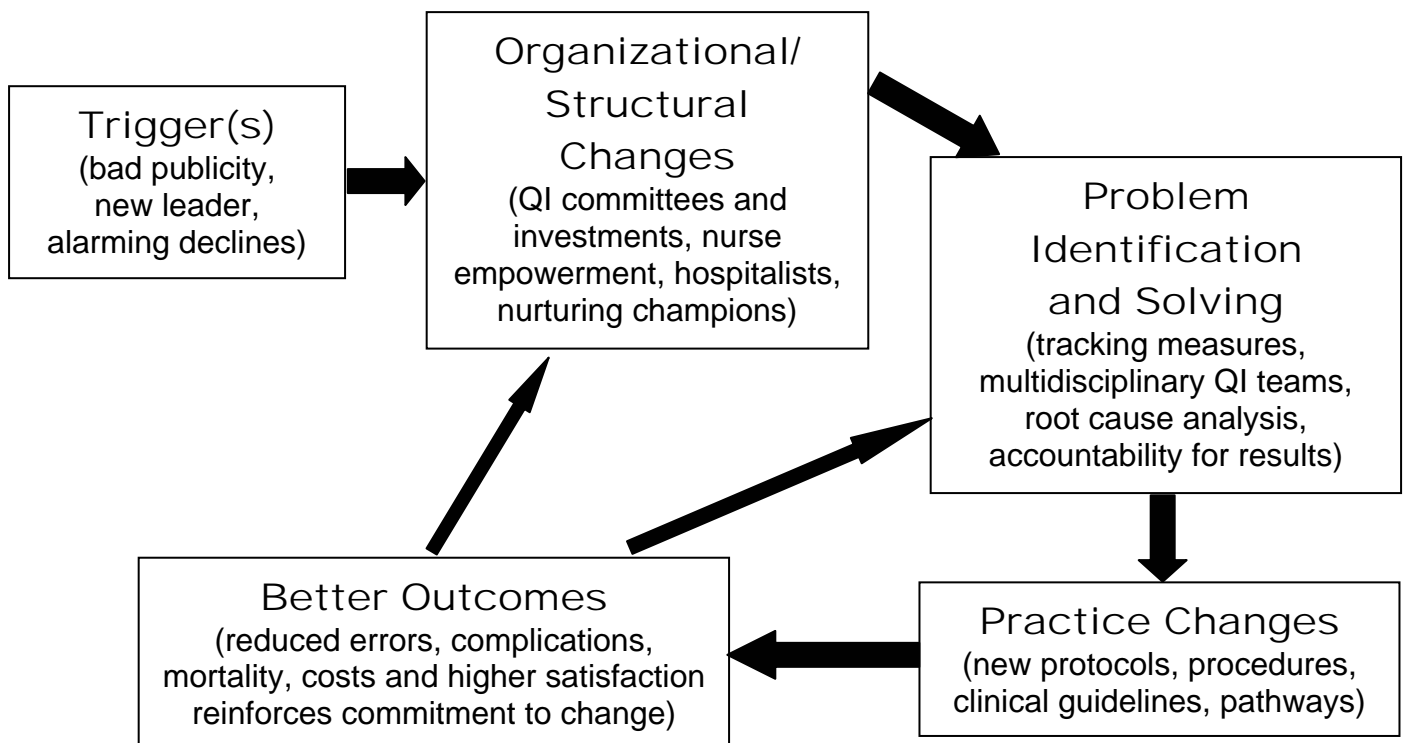 Trigger(s)
(bad publicity,
new leader,
alarming declines)
Organizational/
Structural
Changes
(QI committees and
investments, nurse
empowerment, hospitalists,
nurturing champions)
Problem
Identification
and Solving
(tracking measures,
multidisciplinary QI teams,
root cause analysis,
accountability for results)
Practice Changes
(new protocols, procedures,
clinical guidelines, pathways)
Better Outcomes
(reduced errors, complications,
mortality, costs and higher satisfaction
reinforces commitment to change)